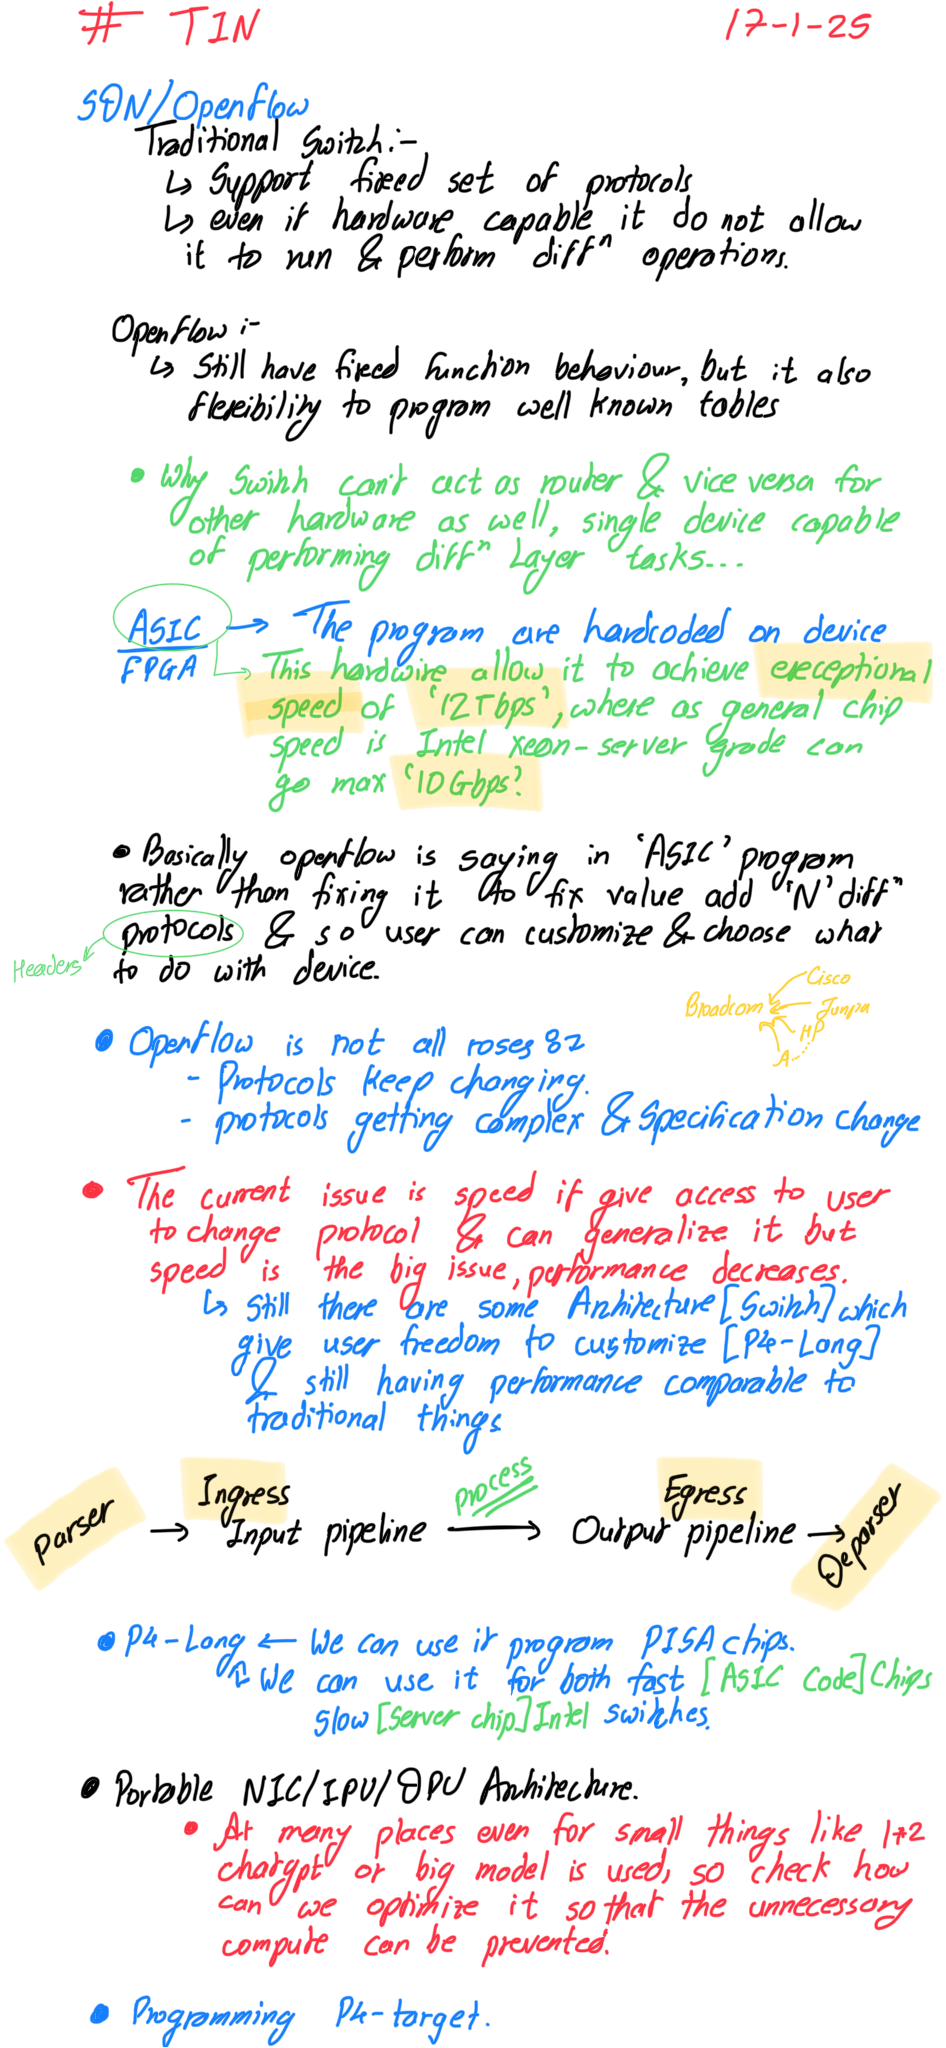 # TIN 17-1-25
SDN/Openflow
Traditional Switch:-
↳ Support fixed set of protocols
↳ even if hardware capable it do not allow
it to run & perform diffⁿ operations.
Openflow :-
↳ Still have fixed function behaviour, but it also
flexibility to program well known tables
• Why Switch can't act as router & vice versa for
other hardware as well, single device capable
of performing diffⁿ Layer tasks...
ASIC → The program are hardcoded on device
FPGA
↳ This hardwire allow it to achieve exceptional
speed of '12Tbps', where as general chip
speed is Intel xeon-server grade can
go max '10Gbps'.
• Basically openflow is saying in 'ASIC' program
rather than fixing it to fix value add 'N' diffⁿ
protocols & so user can customize & choose what
Headers
to do with device.
Cisco
Broadcom
HP
A
• Openflow is not all roses
- Protocols keep changing.
- protocols getting complex & Specification change
• The current issue is speed if give access to user
to change protocol & can generalize it but
speed is the big issue, performance decreases.
↳ Still there are some Architecture [Switch] which
give user freedom to customize [P4-Lang]
& still having performance comparable to
traditional things
Parser → Ingress Input pipeline → process Egress Output pipeline → Deparser
• P4-Lang ← We can use it program PISA chips.
We can use it for both fast [ASIC Code] Chips
Slow [Server chip] Intel switches.
• Portable NIC/IPU/DPU Architecture.
• At many places even for small things like 1+2
chatgpt or big model is used, so check how
can we optimize it so that the unnecessary
compute can be prevented.
• Programming P4-target.